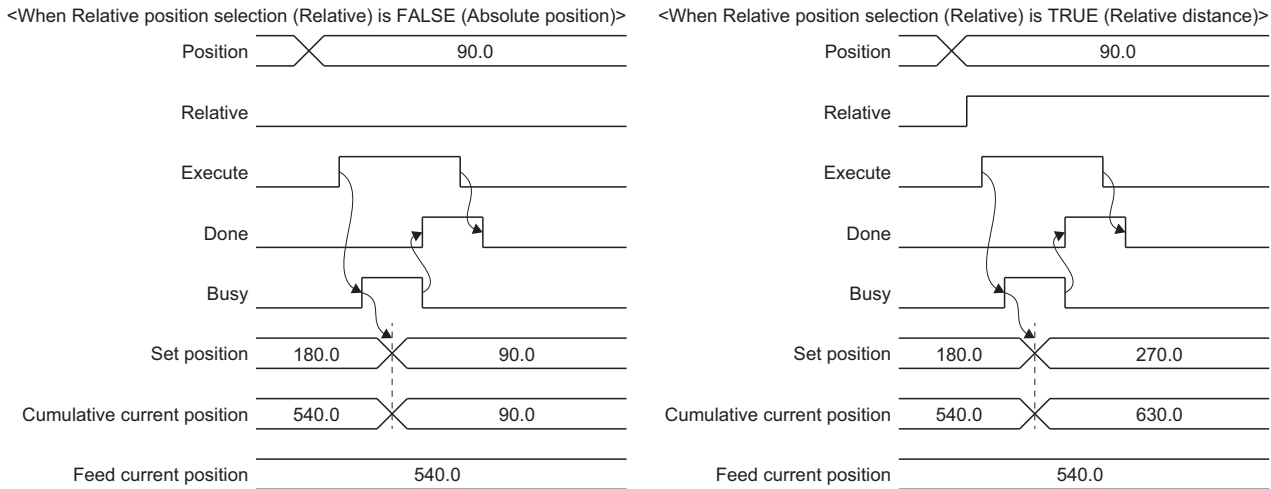 <When Relative position selection (Relative) is FALSE (Absolute position)>
Position 90.0
Relative
Execute
Done
Busy
Set position 180.0 90.0
Cumulative current position 540.0 90.0
Feed current position 540.0
<When Relative position selection (Relative) is TRUE (Relative distance)>
Position 90.0
Relative
Execute
Done
Busy
Set position 180.0 270.0
Cumulative current position 540.0 630.0
Feed current position 540.0